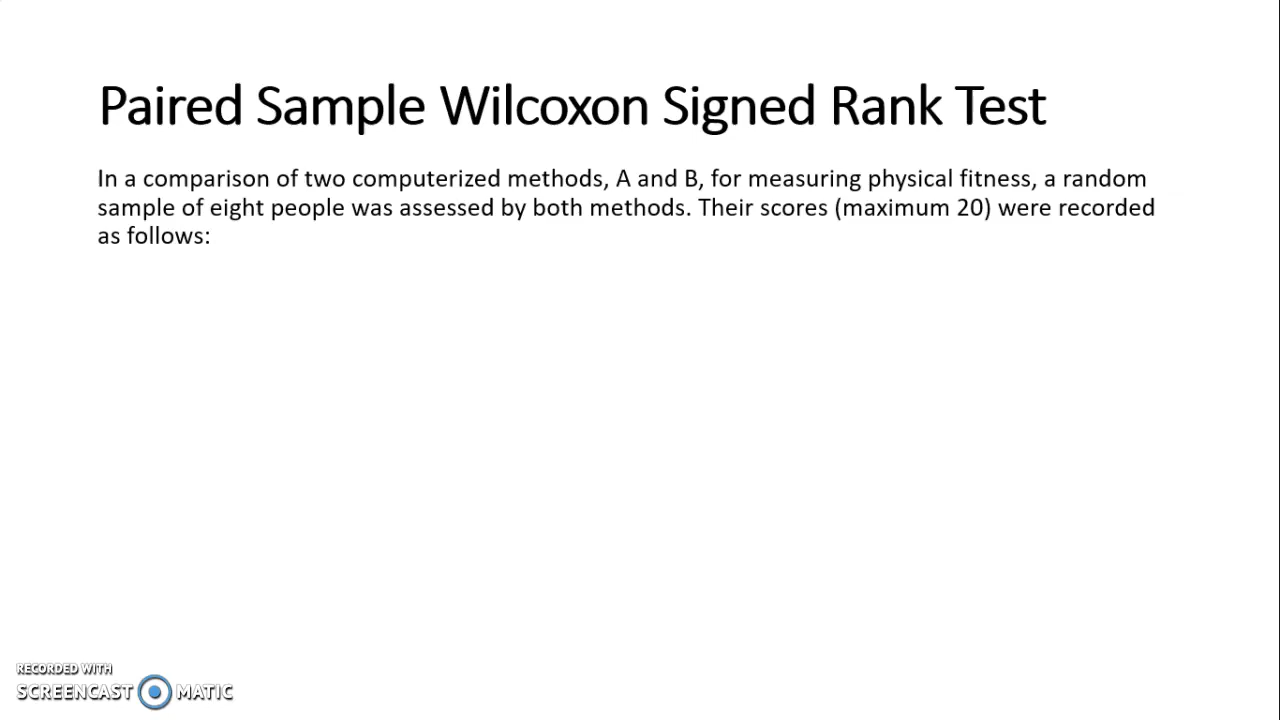 Paired Sample Wilcoxon Signed Rank Test
In a comparison of two computerized methods, A and B, for measuring physical fitness, a random
sample of eight people was assessed by both methods. Their scores (maximum 20) were recorded
as follows:
RECORDED WITH
SCREENCAST MATIC